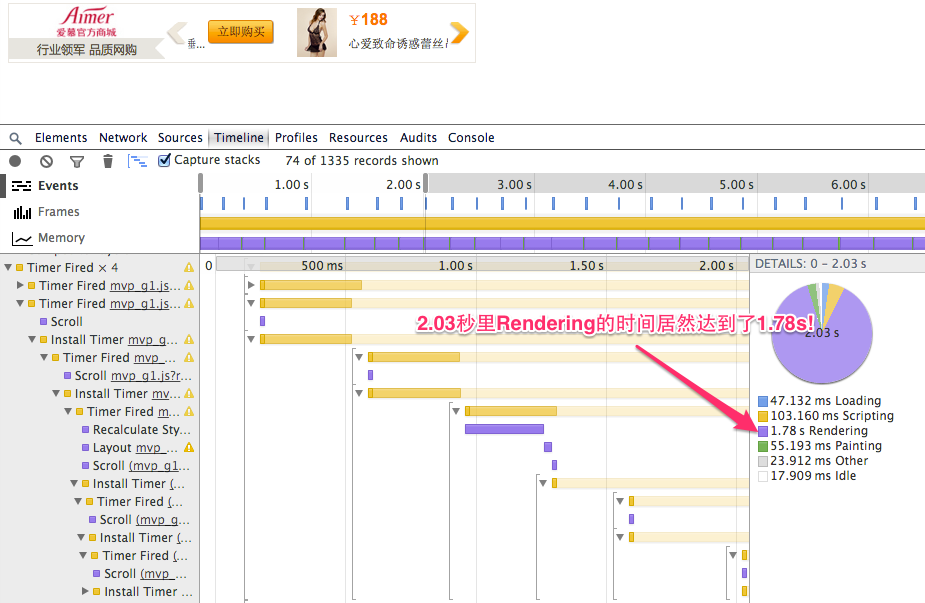 Aimer
爱慕官方商城
行业领军 品质网购
垂...
立即购买
¥188
心爱致命诱惑蕾丝
Elements Network Sources Timeline Profiles Resources Audits Console
Capture stacks 74 of 1335 records shown
Events
Frames
Memory
1.00 s 2.00 s 3.00 s 4.00 s 5.00 s 6.00 s
Timer Fired × 4
Timer Fired mvp_g1.js...
Timer Fired mvp_g1.js...
Scroll
Install Timer mvp_g...
Timer Fired mvp_...
Scroll mvp_g1.js?r...
Install Timer mv...
Timer Fired m...
Recalculate Sty...
Layout mvp_...
Scroll (mvp_g1...
Install Timer (...
Timer Fired (...
Scroll (mvp_g...
Install Timer (...
Timer Fired (...
Scroll (mvp_...
Install Timer ...
0 500 ms 1.00 s 1.50 s 2.00 s
2.03秒里Rendering的时间居然达到了1.78s!
DETAILS: 0 – 2.03 s
2.03 s
47.132 ms Loading
103.160 ms Scripting
1.78 s Rendering
55.193 ms Painting
23.912 ms Other
17.909 ms Idle